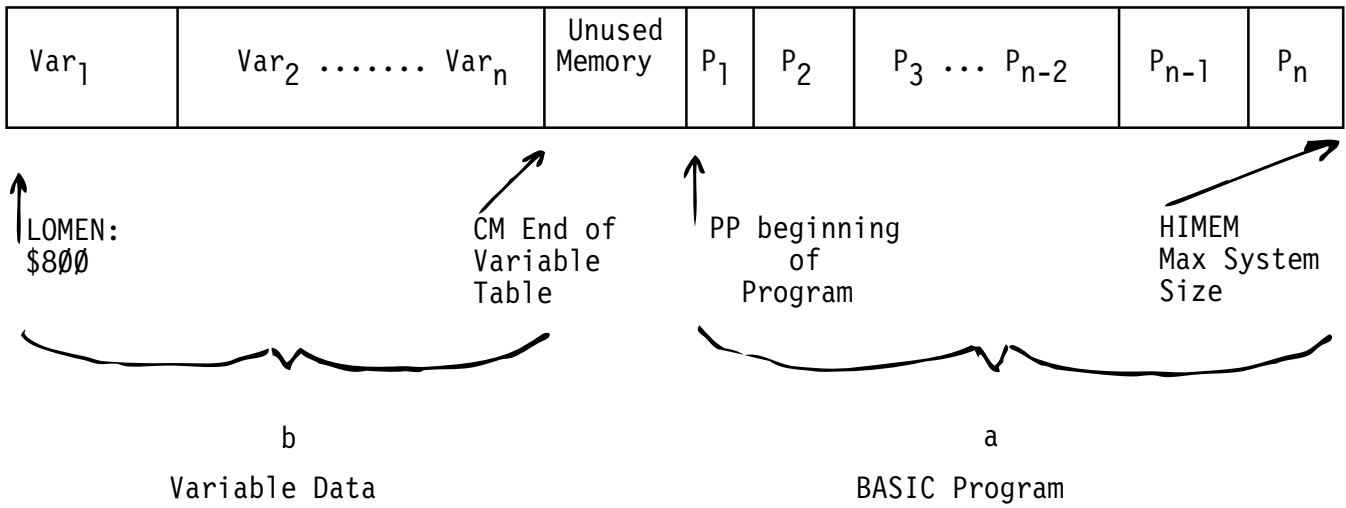 Var₁
Var₂ ....... Varₙ
Unused
Memory
P₁
P₂
P₃ ... Pₙ₋₂
Pₙ₋₁
Pₙ
LOMEN:
$8ØØ
CM End of
Variable
Table
PP beginning
of
Program
HIMEM
Max System
Size
b
Variable Data
a
BASIC Program